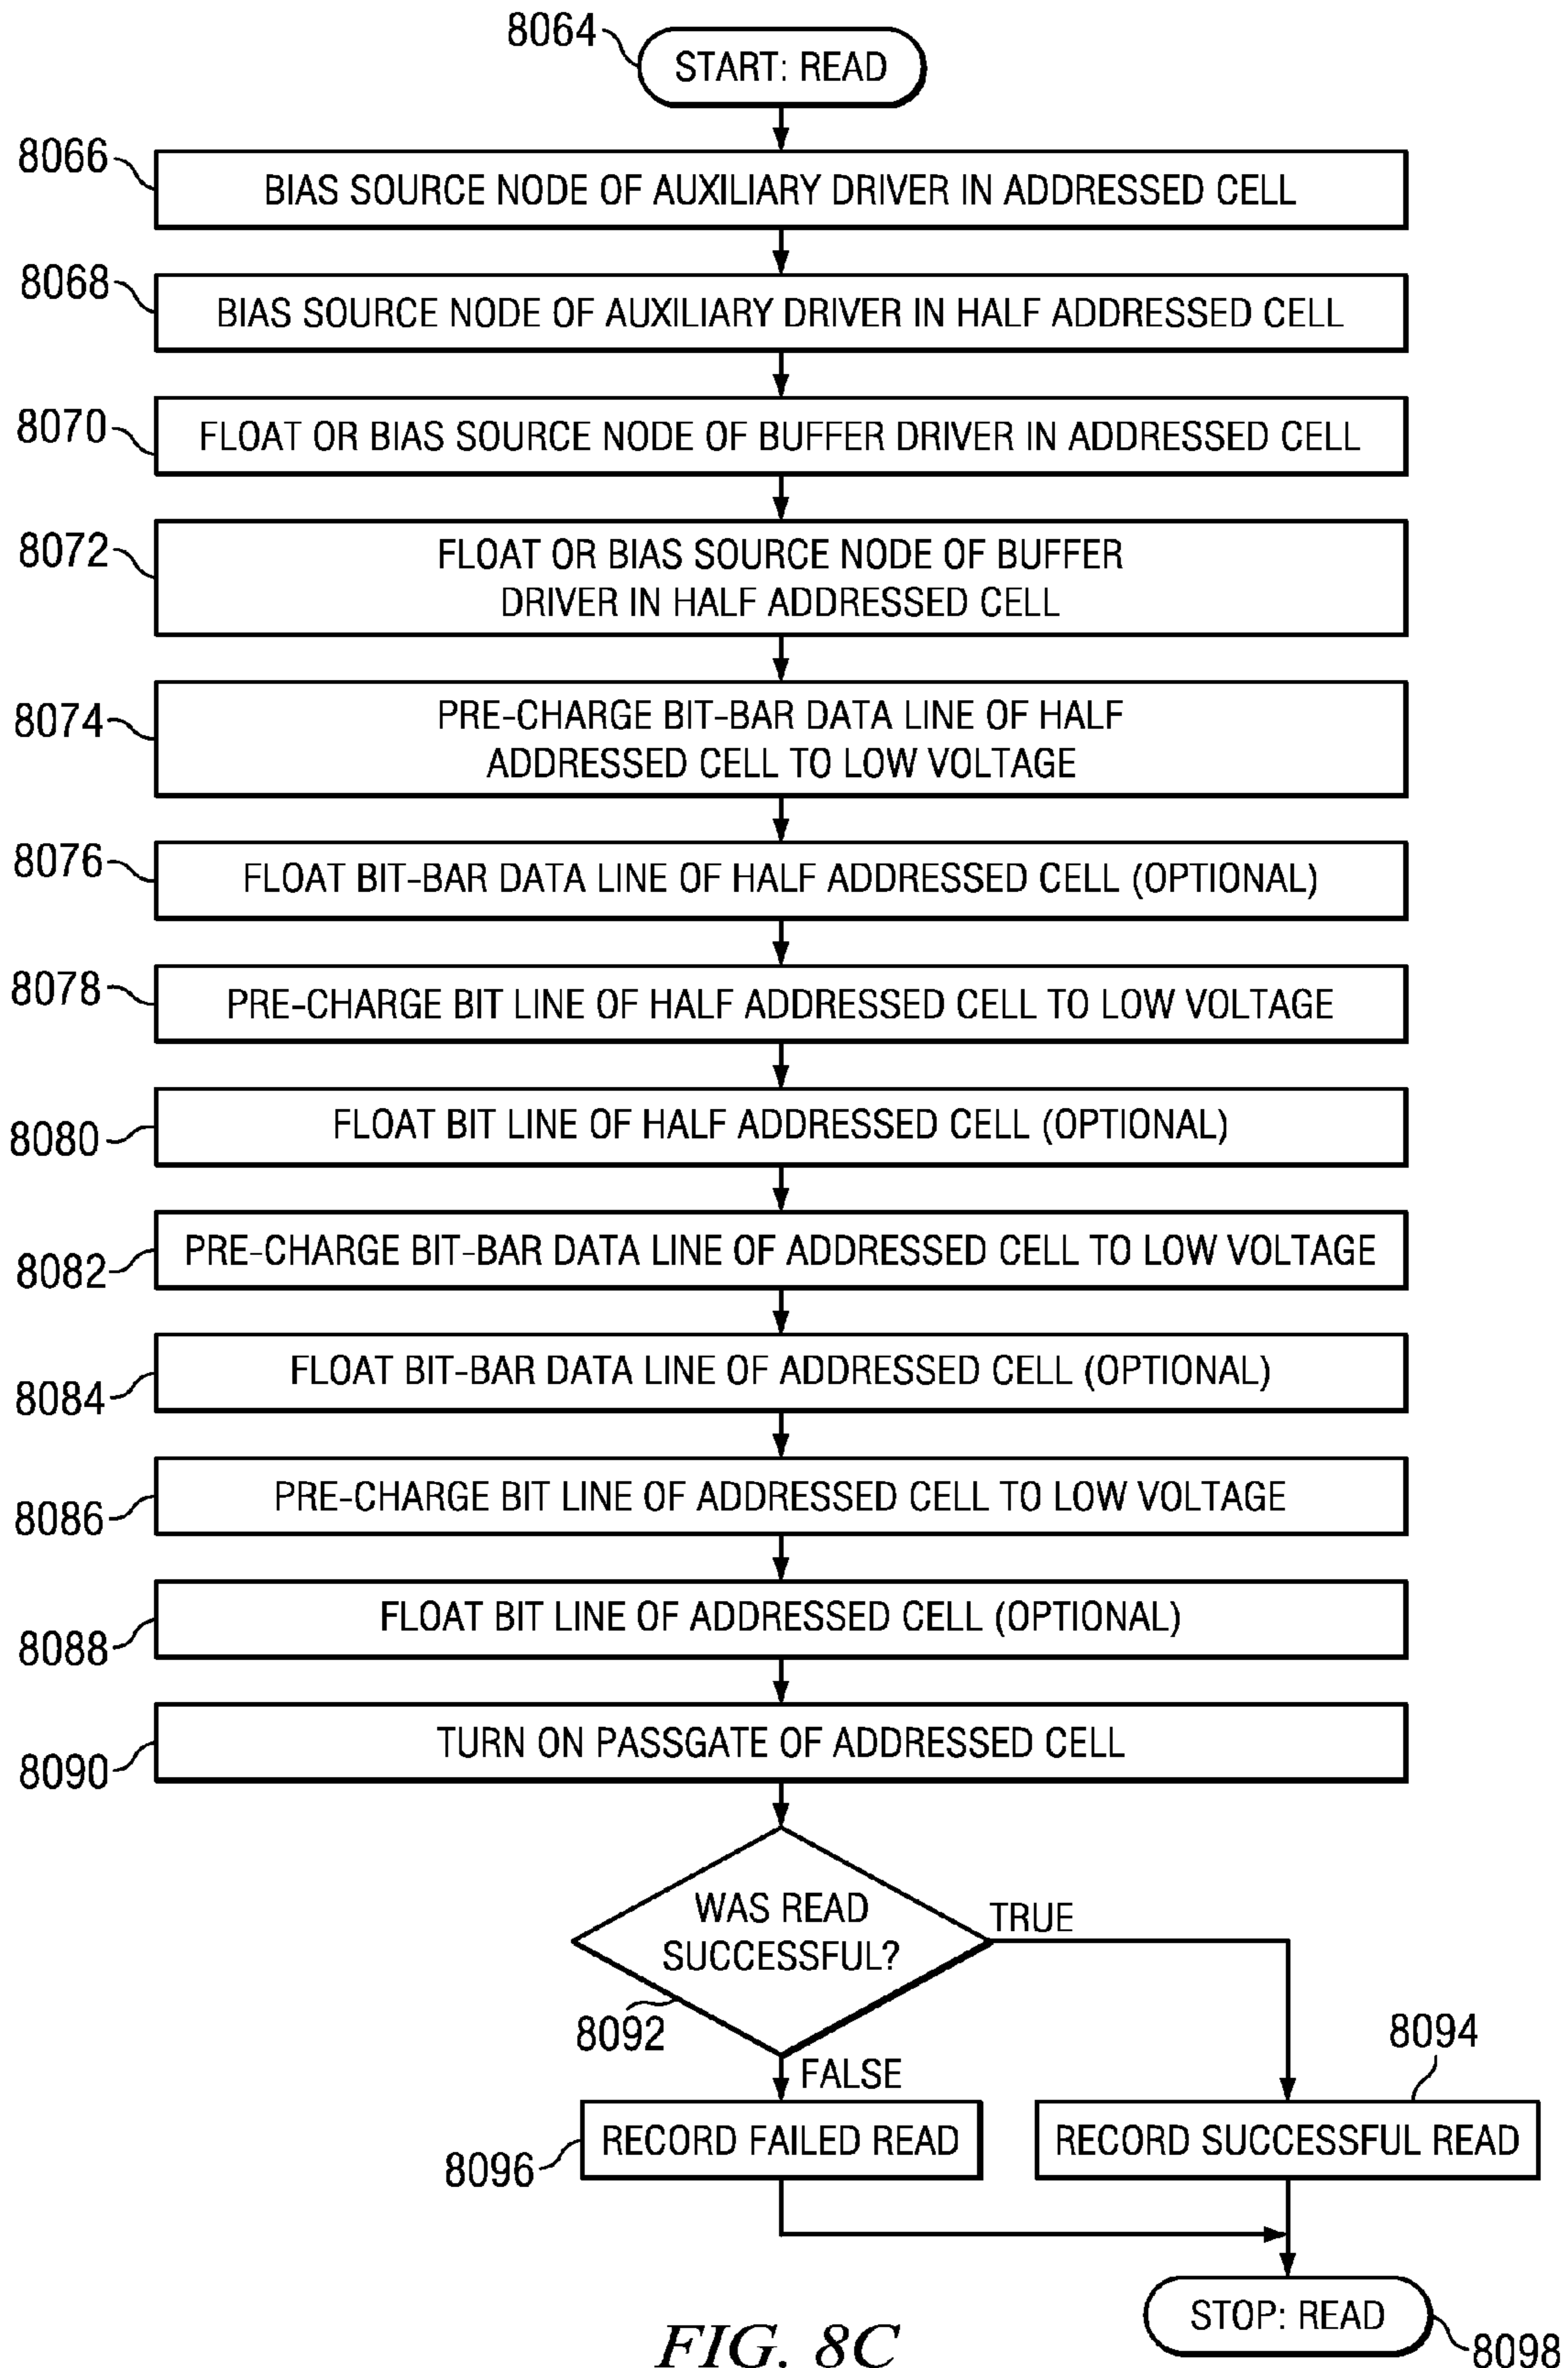 8064
START: READ
8066
BIAS SOURCE NODE OF AUXILIARY DRIVER IN ADDRESSED CELL
8068
BIAS SOURCE NODE OF AUXILIARY DRIVER IN HALF ADDRESSED CELL
8070
FLOAT OR BIAS SOURCE NODE OF BUFFER DRIVER IN ADDRESSED CELL
8072
FLOAT OR BIAS SOURCE NODE OF BUFFER
DRIVER IN HALF ADDRESSED CELL
8074
PRE-CHARGE BIT-BAR DATA LINE OF HALF
ADDRESSED CELL TO LOW VOLTAGE
8076
FLOAT BIT-BAR DATA LINE OF HALF ADDRESSED CELL (OPTIONAL)
8078
PRE-CHARGE BIT LINE OF HALF ADDRESSED CELL TO LOW VOLTAGE
8080
FLOAT BIT LINE OF HALF ADDRESSED CELL (OPTIONAL)
8082
PRE-CHARGE BIT-BAR DATA LINE OF ADDRESSED CELL TO LOW VOLTAGE
8084
FLOAT BIT-BAR DATA LINE OF ADDRESSED CELL (OPTIONAL)
8086
PRE-CHARGE BIT LINE OF ADDRESSED CELL TO LOW VOLTAGE
8088
FLOAT BIT LINE OF ADDRESSED CELL (OPTIONAL)
8090
TURN ON PASSGATE OF ADDRESSED CELL
WAS READ
SUCCESSFUL?
TRUE
8092
FALSE
8094
RECORD FAILED READ
RECORD SUCCESSFUL READ
8096
STOP: READ
8098
FIG. 8C